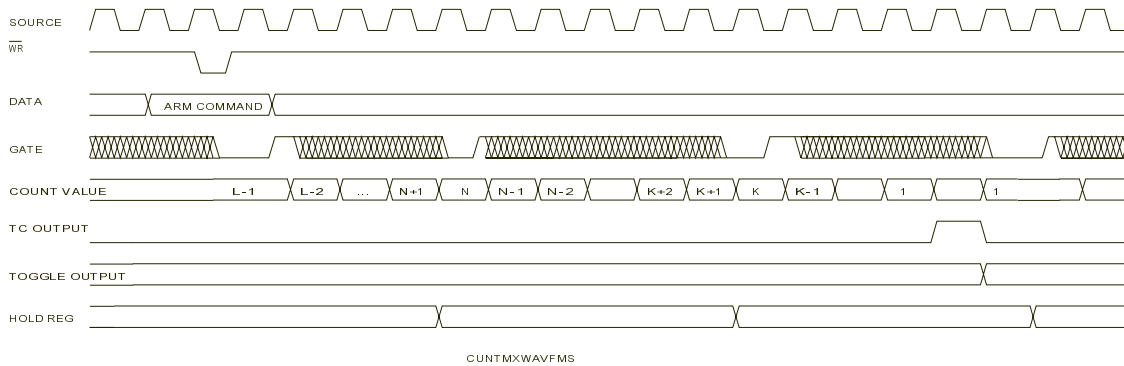 SOURCE
WR
DATA ARM COMMAND
GATE
COUNT VALUE L-1 L-2 ... N+1 N N-1 N-2 K+2 K+1 K K-1 1 1
TC OUTPUT
TOGGLE OUTPUT
HOLD REG
CUNTMXWAVFMS